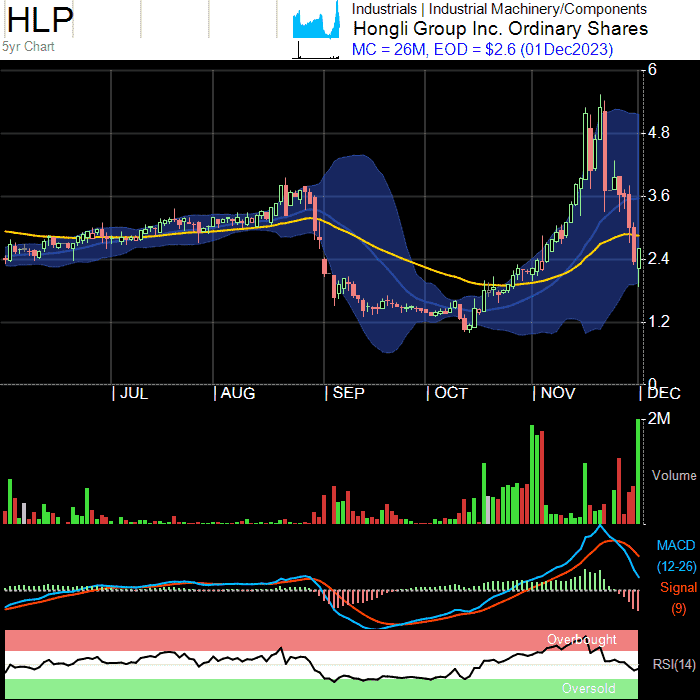 HLP
5yr Chart
Industrials | Industrial Machinery/Components
Hongli Group Inc. Ordinary Shares
MC = 26M, EOD = $2.6 (01Dec2023)
6
4.8
3.6
2.4
1.2
0
JUL
AUG
SEP
OCT
NOV
DEC
2M
Volume
MACD
(12-26)
Signal
(9)
Overbought
RSI(14)
Oversold